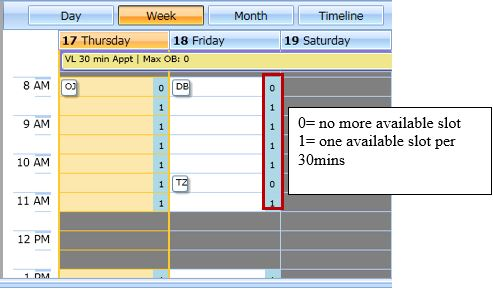 Day Week Month Timeline
17 Thursday 18 Friday 19 Saturday
VL 30 min Appt | Max OB: 0
8 AM OJ 0 DB 0
1 1
9 AM 1 1
1 1
10 AM 1 1
1 TZ 0
11 AM 1 1
12 PM
1 PM 1 1
0= no more available slot
1= one available slot per
30mins